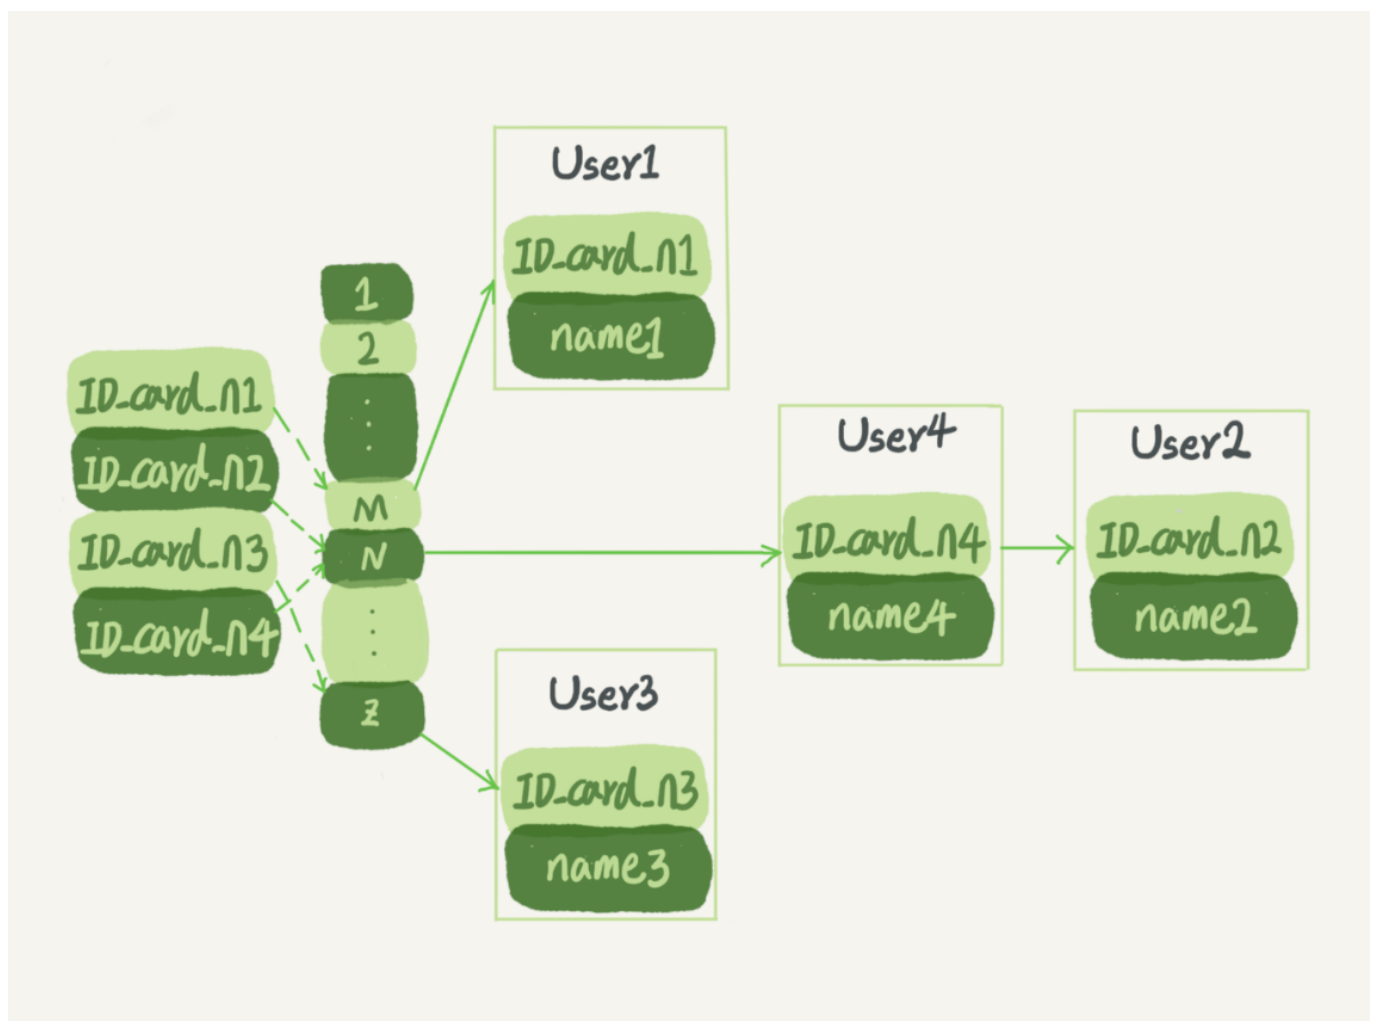 User1
ID_card_n1
name1
1
2
ID_card_n1
ID_card_n2
ID_card_n3
ID_card_n4
M
N
Z
User4
ID_card_n4
name4
User2
ID_card_n2
name2
User3
ID_card_n3
name3